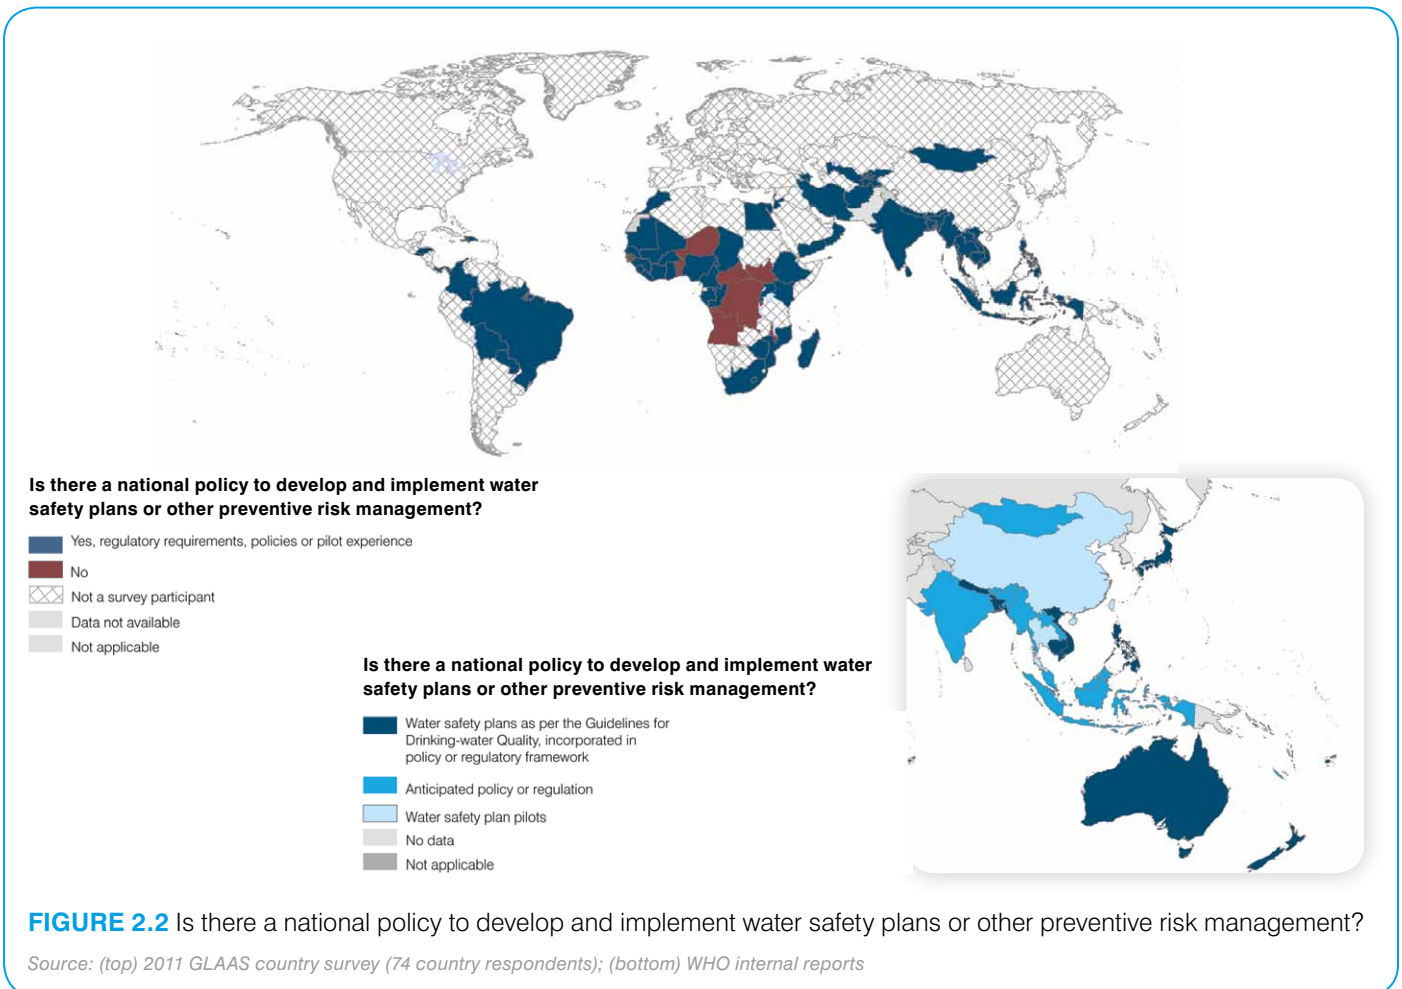 Is there a national policy to develop and implement water
safety plans or other preventive risk management?
Yes, regulatory requirements, policies or pilot experience
No
Not a survey participant
Data not available
Not applicable
Is there a national policy to develop and implement water
safety plans or other preventive risk management?
Water safety plans as per the Guidelines for
Drinking-water Quality, incorporated in
policy or regulatory framework
Anticipated policy or regulation
Water safety plan pilots
No data
Not applicable
FIGURE 2.2 Is there a national policy to develop and implement water safety plans or other preventive risk management?
Source: (top) 2011 GLAAS country survey (74 country respondents); (bottom) WHO internal reports